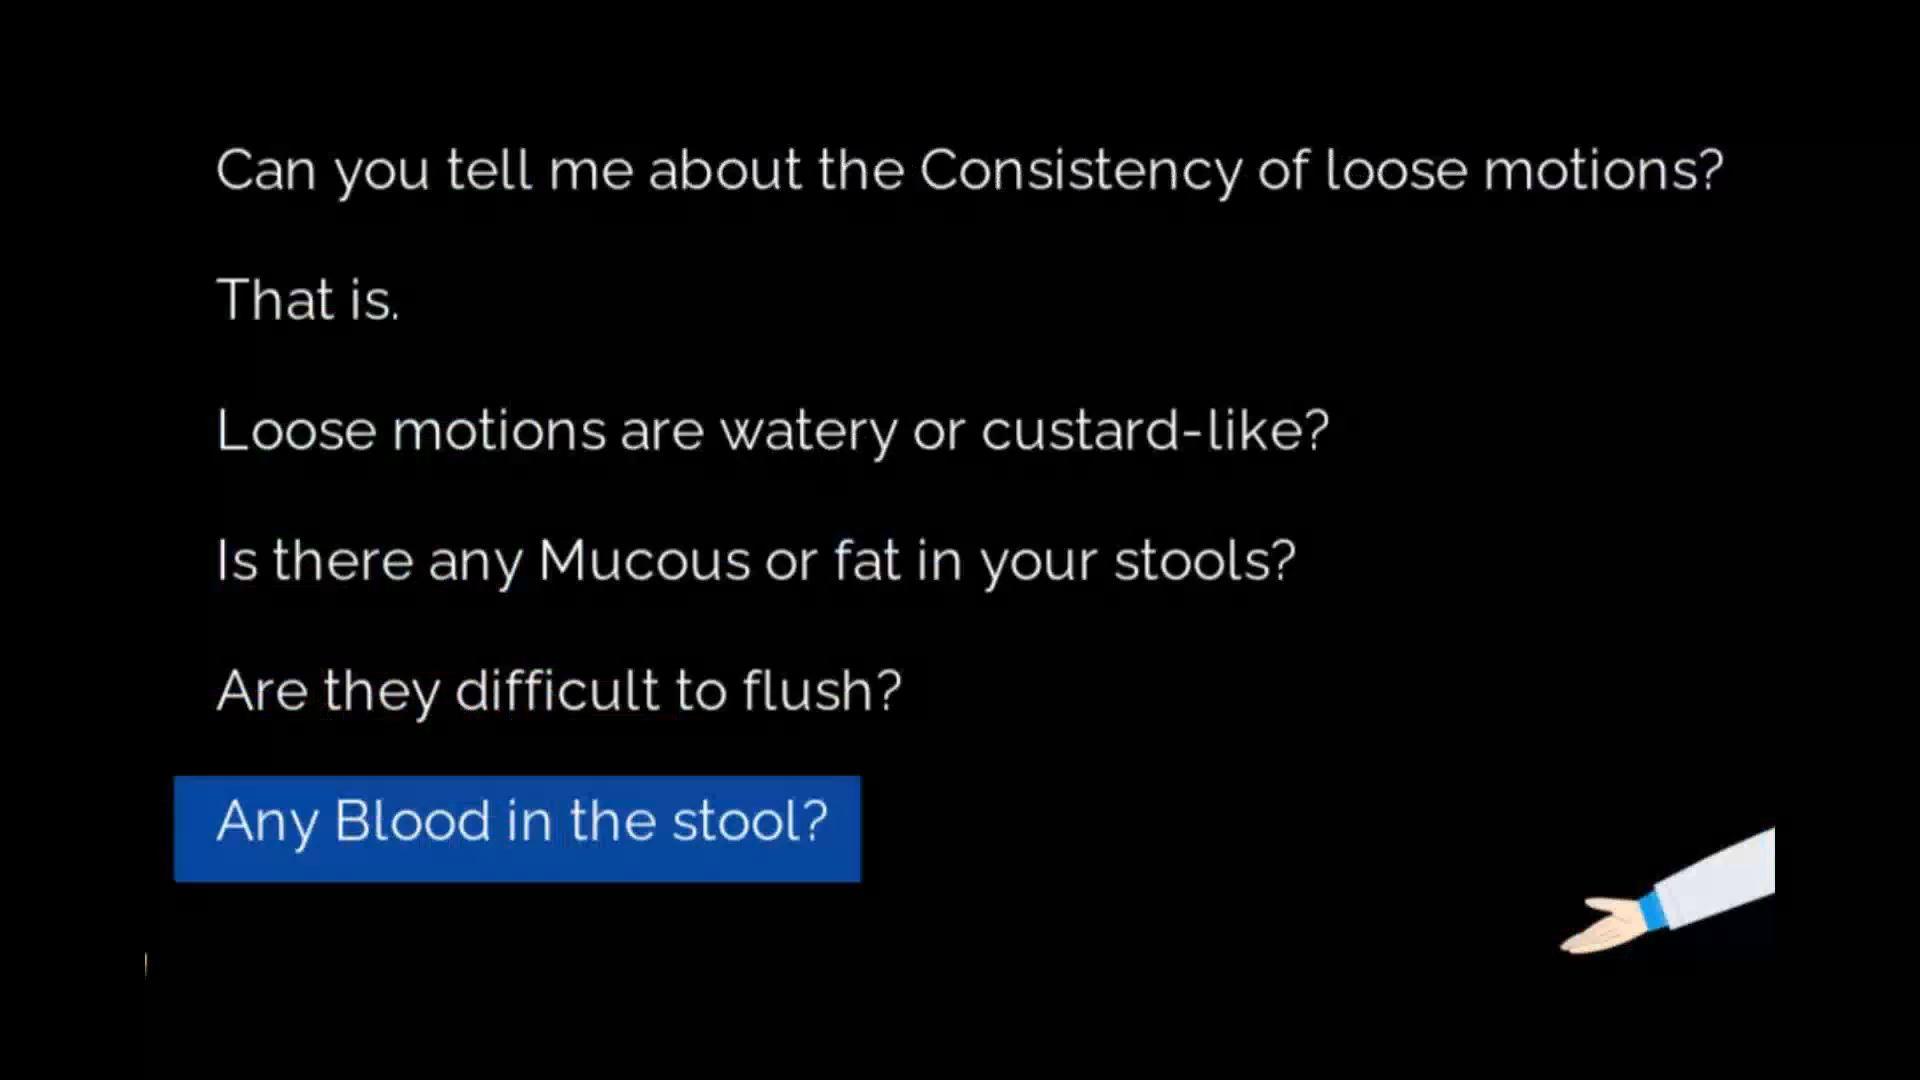 Can you tell me about the Consistency of loose motions?
That is.
Loose motions are watery or custard-like?
Is there any Mucous or fat in your stools?
Are they difficult to flush?
Any Blood in the stool?